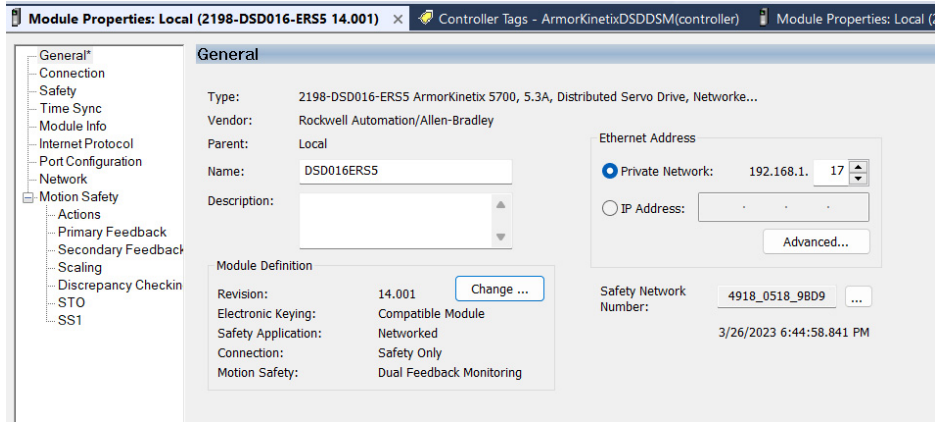 Module Properties: Local (2198-DSD016-ERS5 14.001) × Controller Tags - ArmorKinetixDSDDSM(controller) Module Properties: Local (
General*
Connection
Safety
Time Sync
Module Info
Internet Protocol
Port Configuration
Network
Motion Safety
Actions
Primary Feedback
Secondary Feedback
Scaling
Discrepancy Checkin
STO
SS1
General
Type: 2198-DSD016-ERS5 ArmorKinetix 5700, 5.3A, Distributed Servo Drive, Networke...
Vendor: Rockwell Automation/Allen-Bradley
Parent: Local
Name: DSD016ERS5
Description:
Module Definition
Revision: 14.001 Change ...
Electronic Keying: Compatible Module
Safety Application: Networked
Connection: Safety Only
Motion Safety: Dual Feedback Monitoring
Ethernet Address
Private Network: 192.168.1. 17
IP Address: . . .
Advanced...
Safety Network
Number: 4918_0518_9BD9 ...
3/26/2023 6:44:58.841 PM